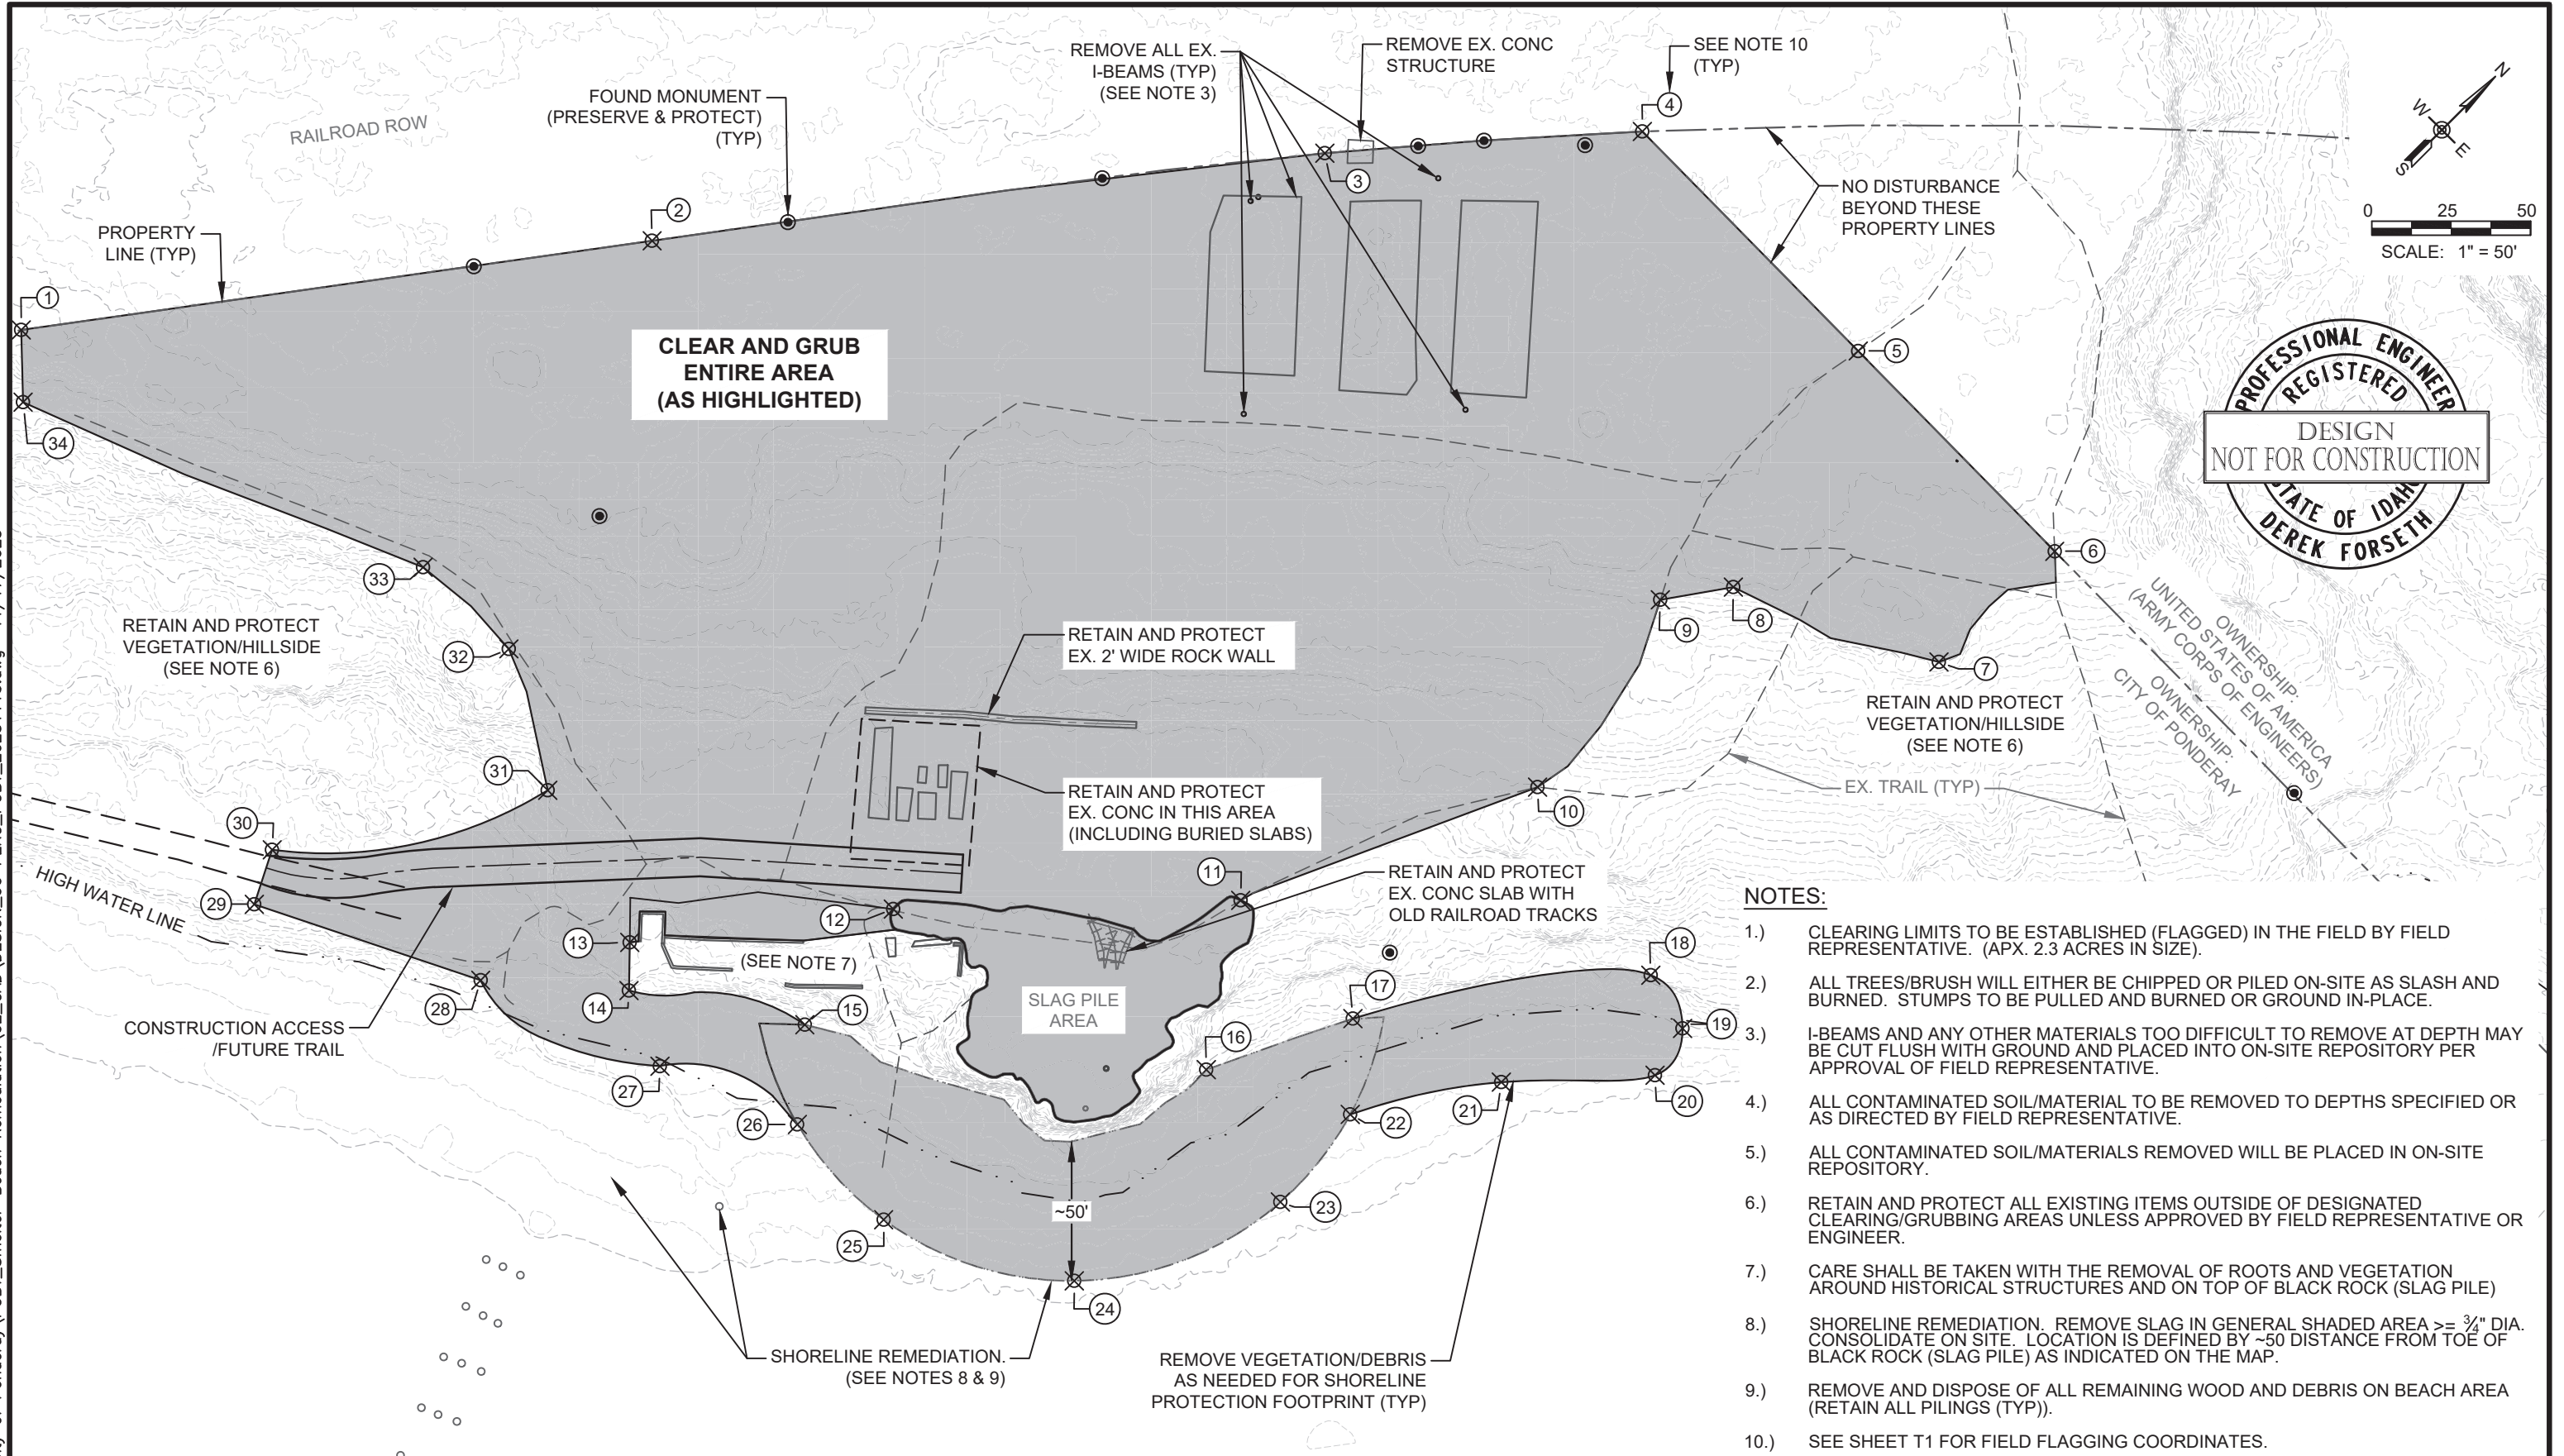 RAILROAD ROW
FOUND MONUMENT
(PRESERVE & PROTECT)
(TYP)
REMOVE ALL EX.
I-BEAMS (TYP)
(SEE NOTE 3)
REMOVE EX. CONC
STRUCTURE
SEE NOTE 10
(TYP)
4
N
W
E
S
0 25 50
SCALE: 1" = 50'
NO DISTURBANCE
BEYOND THESE
PROPERTY LINES
PROPERTY
LINE (TYP)
1
2
3
5
CLEAR AND GRUB
ENTIRE AREA
(AS HIGHLIGHTED)
PROFESSIONAL ENGINEER
REGISTERED
DESIGN
NOT FOR CONSTRUCTION
STATE OF IDAHO
DEREK FORSETH
34
33
6
RETAIN AND PROTECT
VEGETATION/HILLSIDE
(SEE NOTE 6)
32
RETAIN AND PROTECT
EX. 2' WIDE ROCK WALL
9
8
7
RETAIN AND PROTECT
VEGETATION/HILLSIDE
(SEE NOTE 6)
OWNERSHIP:
UNITED STATES OF AMERICA
(ARMY CORPS OF ENGINEERS)
OWNERSHIP:
CITY OF PONDERAY
31
RETAIN AND PROTECT
EX. CONC IN THIS AREA
(INCLUDING BURIED SLABS)
EX. TRAIL (TYP)
10
30
HIGH WATER LINE
29
11
RETAIN AND PROTECT
EX. CONC SLAB WITH
OLD RAILROAD TRACKS
12
13
(SEE NOTE 7)
14
15
28
CONSTRUCTION ACCESS
/FUTURE TRAIL
SLAG PILE
AREA
16
17
18
19
20
21
22
27
26
~50'
23
25
24
SHORELINE REMEDIATION.
(SEE NOTES 8 & 9)
REMOVE VEGETATION/DEBRIS
AS NEEDED FOR SHORELINE
PROTECTION FOOTPRINT (TYP)
NOTES:
1.) CLEARING LIMITS TO BE ESTABLISHED (FLAGGED) IN THE FIELD BY FIELD
REPRESENTATIVE. (APX. 2.3 ACRES IN SIZE).
2.) ALL TREES/BRUSH WILL EITHER BE CHIPPED OR PILED ON-SITE AS SLASH AND
BURNED. STUMPS TO BE PULLED AND BURNED OR GROUND IN-PLACE.
3.) I-BEAMS AND ANY OTHER MATERIALS TOO DIFFICULT TO REMOVE AT DEPTH MAY
BE CUT FLUSH WITH GROUND AND PLACED INTO ON-SITE REPOSITORY PER
APPROVAL OF FIELD REPRESENTATIVE.
4.) ALL CONTAMINATED SOIL/MATERIAL TO BE REMOVED TO DEPTHS SPECIFIED OR
AS DIRECTED BY FIELD REPRESENTATIVE.
5.) ALL CONTAMINATED SOIL/MATERIALS REMOVED WILL BE PLACED IN ON-SITE
REPOSITORY.
6.) RETAIN AND PROTECT ALL EXISTING ITEMS OUTSIDE OF DESIGNATED
CLEARING/GRUBBING AREAS UNLESS APPROVED BY FIELD REPRESENTATIVE OR
ENGINEER.
7.) CARE SHALL BE TAKEN WITH THE REMOVAL OF ROOTS AND VEGETATION
AROUND HISTORICAL STRUCTURES AND ON TOP OF BLACK ROCK (SLAG PILE)
8.) SHORELINE REMEDIATION. REMOVE SLAG IN GENERAL SHADED AREA >= 3⁄4" DIA.
CONSOLIDATE ON SITE. LOCATION IS DEFINED BY ~50 DISTANCE FROM TOE OF
BLACK ROCK (SLAG PILE) AS INDICATED ON THE MAP.
9.) REMOVE AND DISPOSE OF ALL REMAINING WOOD AND DEBRIS ON BEACH AREA
(RETAIN ALL PILINGS (TYP)).
10.) SEE SHEET T1 FOR FIELD FLAGGING COORDINATES.